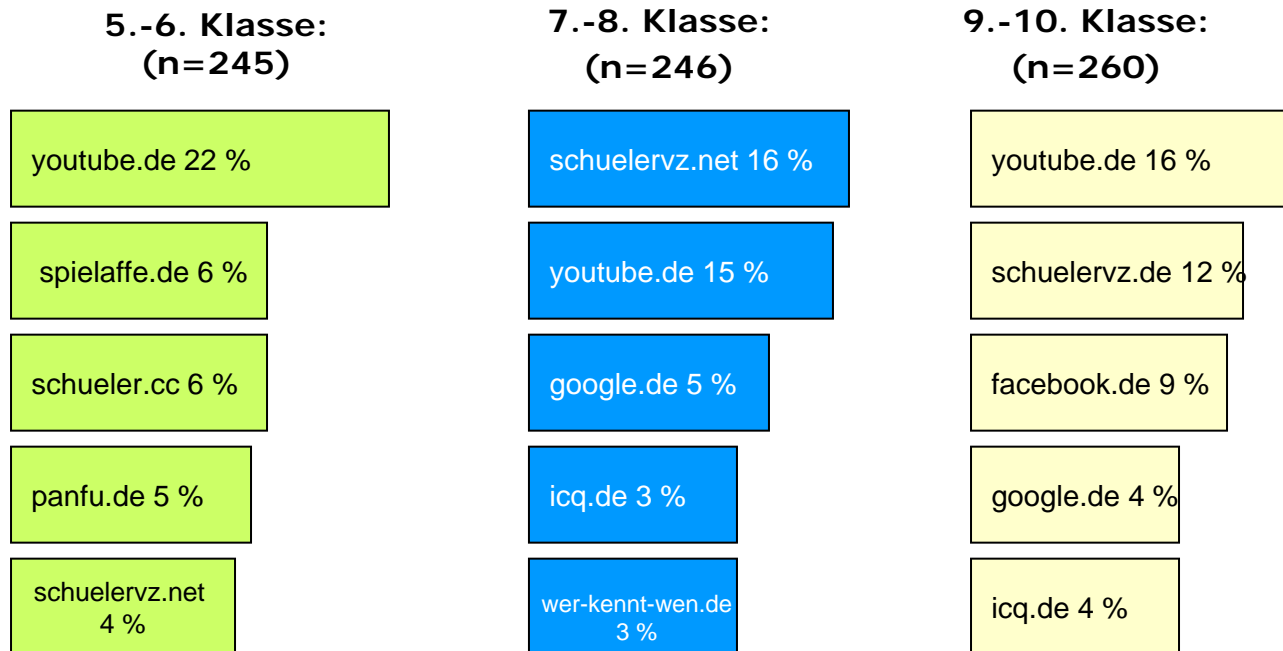 5.-6. Klasse:
(n=245)
youtube.de 22 %
spielaffe.de 6 %
schueler.cc 6 %
panfu.de 5 %
schuelervz.net
4 %
7.-8. Klasse:
(n=246)
schuelervz.net 16 %
youtube.de 15 %
google.de 5 %
icq.de 3 %
wer-kennt-wen.de
3 %
9.-10. Klasse:
(n=260)
youtube.de 16 %
schuelervz.de 12 %
facebook.de 9 %
google.de 4 %
icq.de 4 %